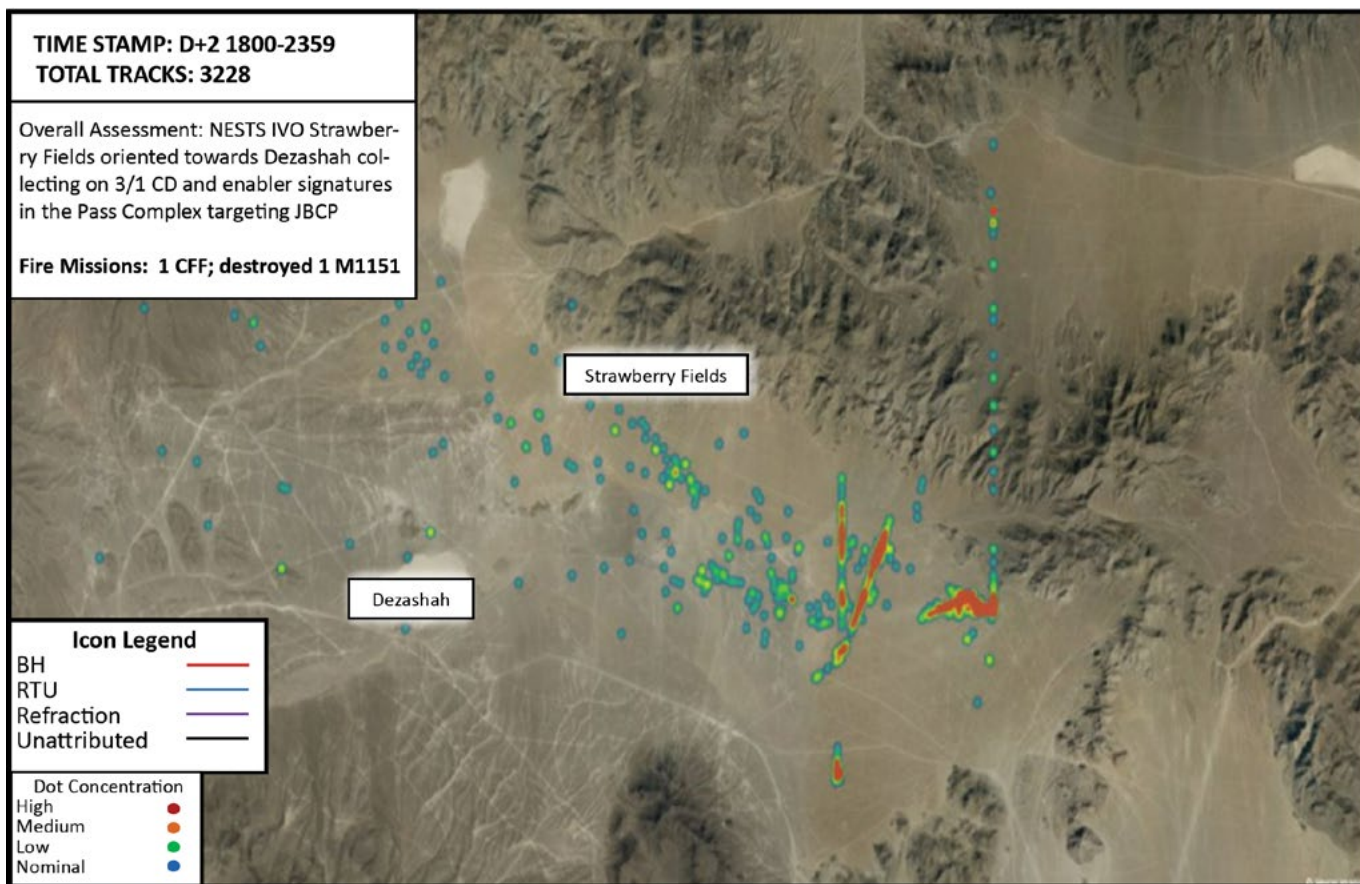 TIME STAMP: D+2 1800-2359
TOTAL TRACKS: 3228
Overall Assessment: NESTS IVO Strawber-
ry Fields oriented towards Dezashah col-
lecting on 3/1 CD and enabler signatures
in the Pass Complex targeting JBCP
Fire Missions: 1 CFF; destroyed 1 M1151
Strawberry Fields
Dezashah
Icon Legend
BH
RTU
Refraction
Unattributed
Dot Concentration
High
Medium
Low
Nominal